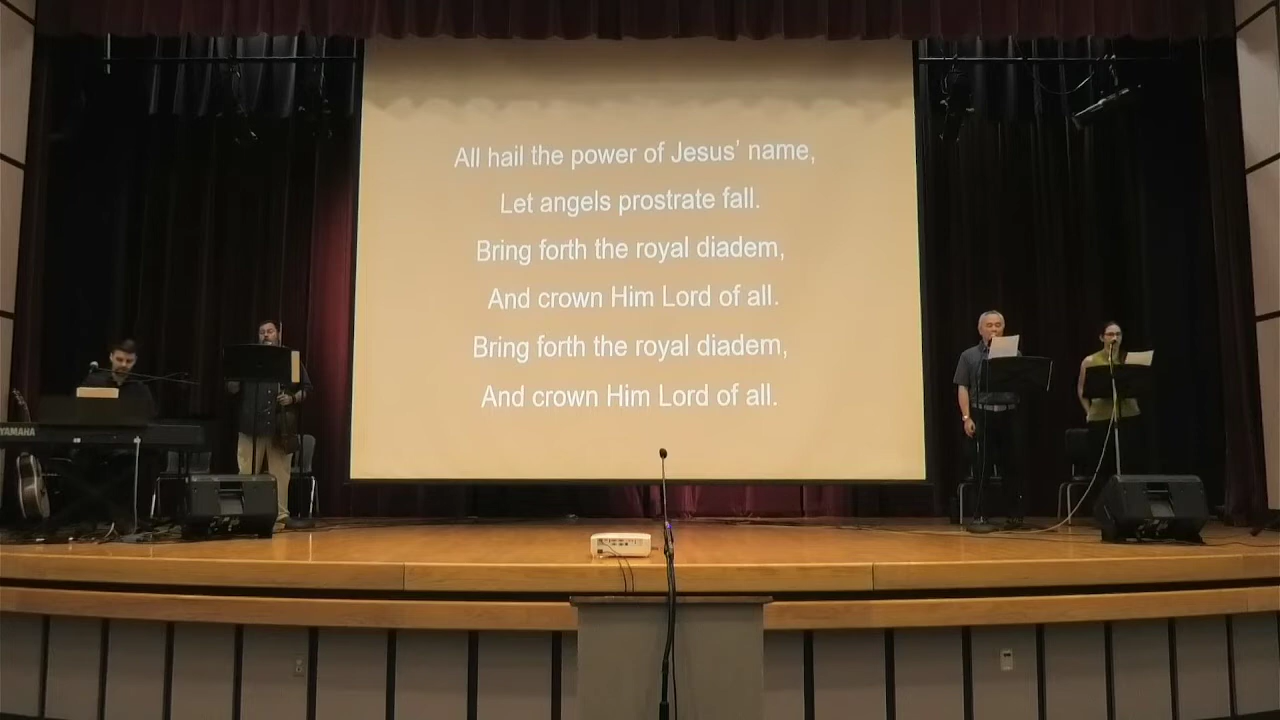 All hail the power of Jesus’ name,
Let angels prostrate fall.
Bring forth the royal diadem,
And crown Him Lord of all.
Bring forth the royal diadem,
And crown Him Lord of all.
YAMAHA